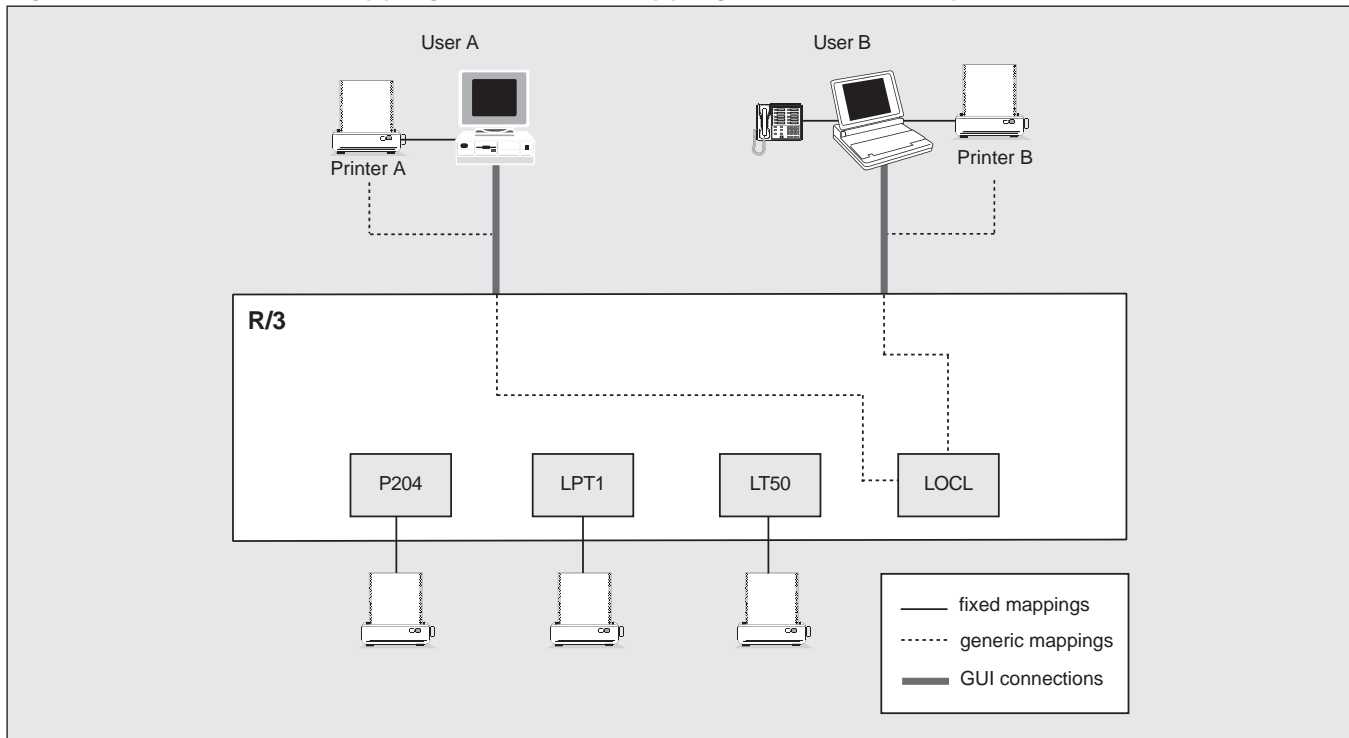 User A
User B
Printer A
Printer B
R/3
P204
LPT1
LT50
LOCL
fixed mappings
generic mappings
GUI connections